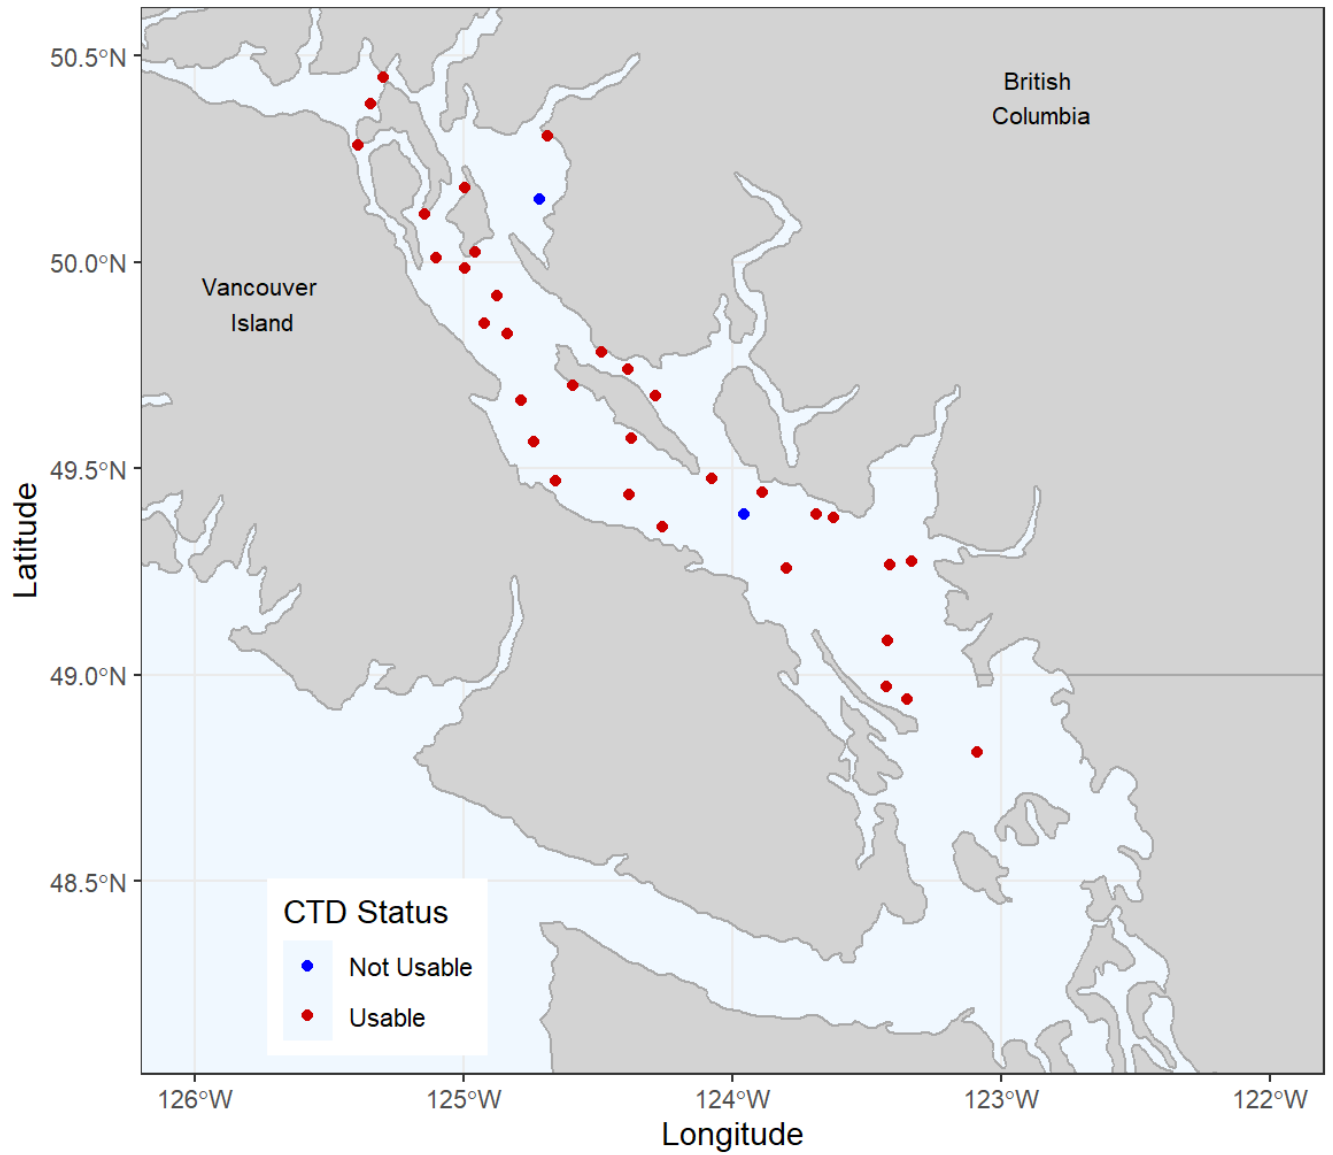 50.5°N
British
Columbia
50.0°N
Vancouver
Island
49.5°N
Latitude
49.0°N
48.5°N
CTD Status
Not Usable
Usable
126°W
125°W
124°W
123°W
122°W
Longitude